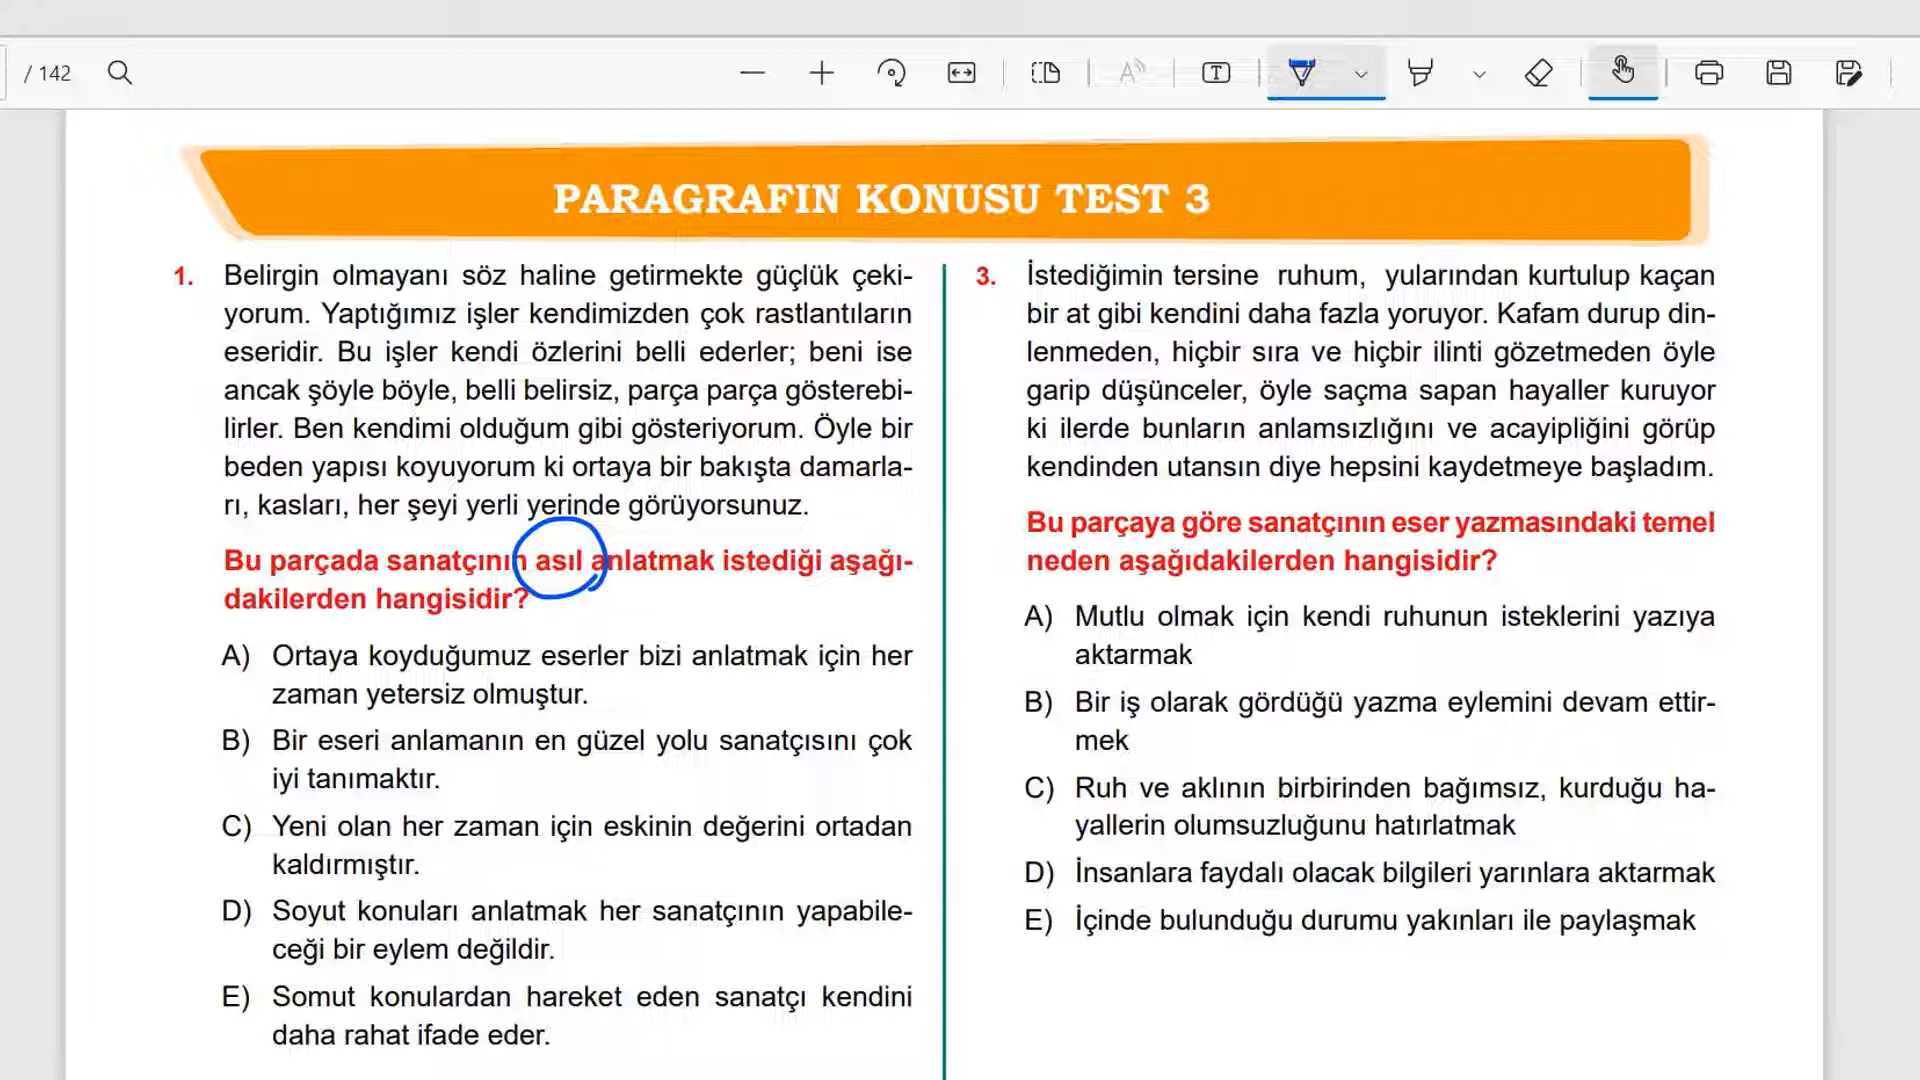 / 142
PARAGRAFIN KONUSU TEST 3
1. Belirgin olmayanı söz haline getirmekte güçlük çeki-
yorum. Yaptığımız işler kendimizden çok rastlantıların
eseridir. Bu işler kendi özlerini belli ederler; beni ise
ancak şöyle böyle, belli belirsiz, parça parça gösterebi-
lirler. Ben kendimi olduğum gibi gösteriyorum. Öyle bir
beden yapısı koyuyorum ki ortaya bir bakışta damarla-
rı, kasları, her şeyi yerli yerinde görüyorsunuz.
Bu parçada sanatçının asıl anlatmak istediği aşağı-
dakilerden hangisidir?
A) Ortaya koyduğumuz eserler bizi anlatmak için her
zaman yetersiz olmuştur.
B) Bir eseri anlamanın en güzel yolu sanatçısını çok
iyi tanımaktır.
C) Yeni olan her zaman için eskinin değerini ortadan
kaldırmıştır.
D) Soyut konuları anlatmak her sanatçının yapabile-
ceği bir eylem değildir.
E) Somut konulardan hareket eden sanatçı kendini
daha rahat ifade eder.
3. İstediğimin tersine ruhum, yularından kurtulup kaçan
bir at gibi kendini daha fazla yoruyor. Kafam durup din-
lenmeden, hiçbir sıra ve hiçbir ilinti gözetmeden öyle
garip düşünceler, öyle saçma sapan hayaller kuruyor
ki ilerde bunların anlamsızlığını ve acayipliğini görüp
kendinden utansın diye hepsini kaydetmeye başladım.
Bu parçaya göre sanatçının eser yazmasındaki temel
neden aşağıdakilerden hangisidir?
A) Mutlu olmak için kendi ruhunun isteklerini yazıya
aktarmak
B) Bir iş olarak gördüğü yazma eylemini devam ettir-
mek
C) Ruh ve aklının birbirinden bağımsız, kurduğu ha-
yallerin olumsuzluğunu hatırlatmak
D) İnsanlara faydalı olacak bilgileri yarınlara aktarmak
E) İçinde bulunduğu durumu yakınları ile paylaşmak